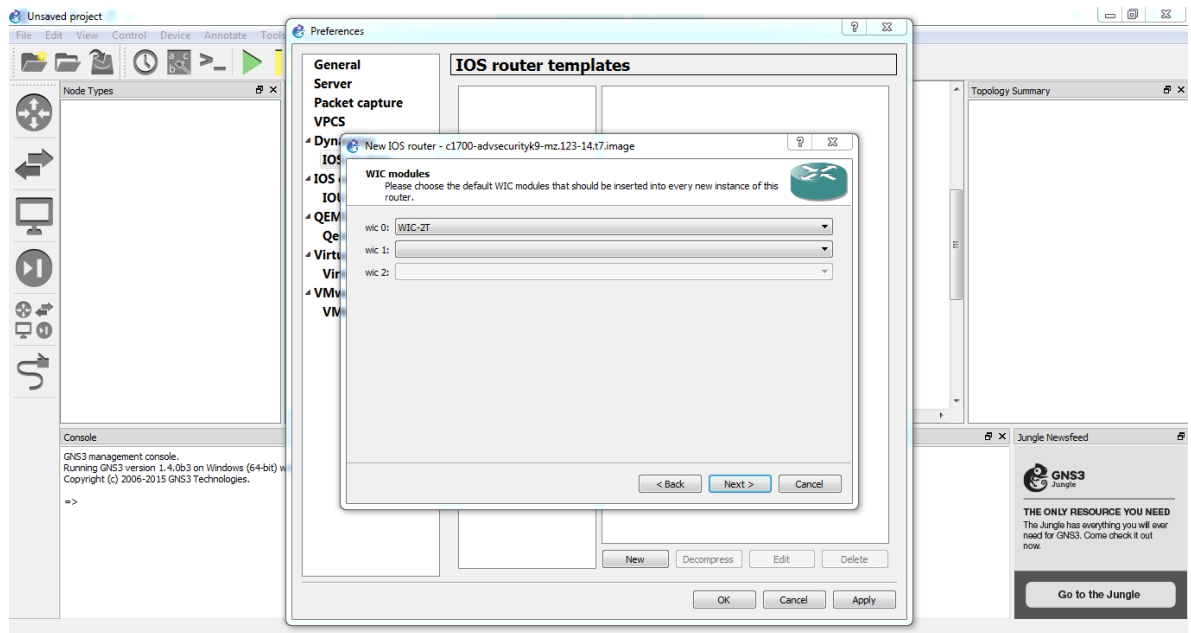 Unsaved project
File Edit View Control Device Annotate Tools
Node Types
Topology Summary
Preferences
General
Server
Packet capture
VPCS
IOS router templates
New IOS router - c1700-advsecurityk9-mz.123-14.t7.image
WIC modules
Please choose the default WIC modules that should be inserted into every new instance of this
router.
wic 0: WIC-2T
wic 1:
wic 2:
< Back Next > Cancel
New Decompress Edit Delete
OK Cancel Apply
Console
GNS3 management console.
Running GNS3 version 1.4.0b3 on Windows (64-bit) w
Copyright (c) 2006-2015 GNS3 Technologies.
=>
Jungle Newsfeed
GNS3
Jungle
THE ONLY RESOURCE YOU NEED
The Jungle has everything you will ever
need for GNS3. Come check it out
now.
Go to the Jungle